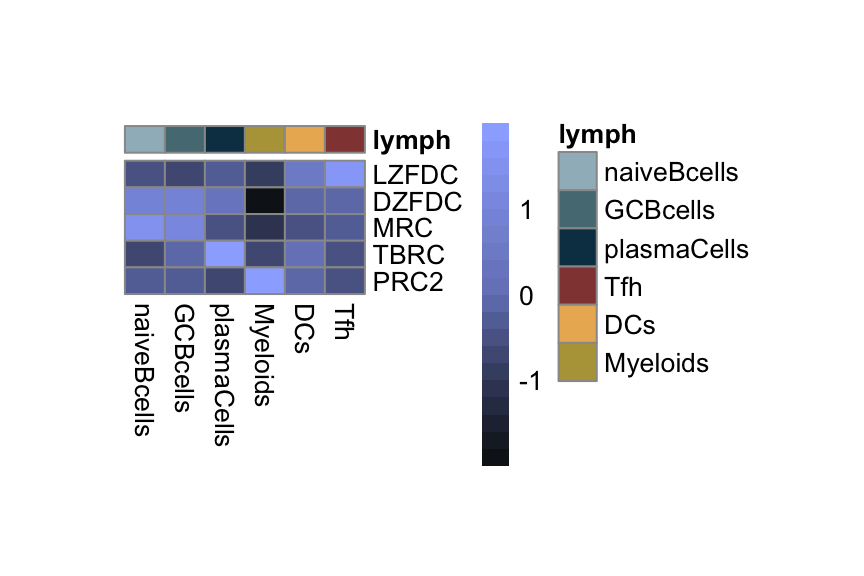 lymph
LZFDC
DZFDC
MRC
TBRC
PRC2
naiveBcells
GCBcells
plasmaCells
Myeloids
DCs
Tfh
1
0
-1
lymph
naiveBcells
GCBcells
plasmaCells
Tfh
DCs
Myeloids